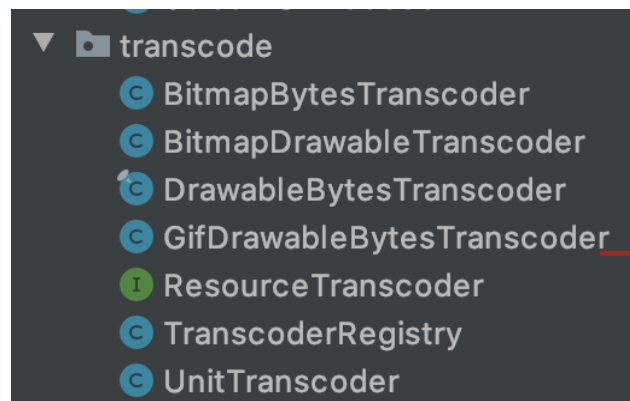 transcode
C BitmapBytesTranscoder
C BitmapDrawableTranscoder
C DrawableBytesTranscoder
C GifDrawableBytesTranscoder
I ResourceTranscoder
C TranscoderRegistry
C UnitTranscoder